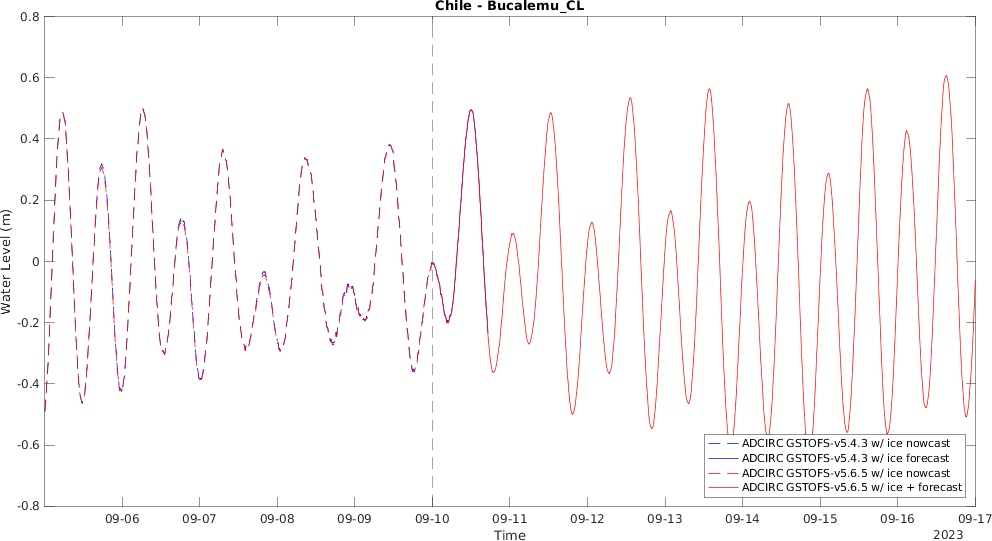 Chile - Bucalemu_CL
0.8
0.6
0.4
0.2
0
-0.2
-0.4
-0.6
-0.8
Water Level (m)
09-06 09-07 09-08 09-09 09-10 09-11 09-12 09-13 09-14 09-15 09-16 09-17
Time
2023
ADCIRC GSTOFS-v5.4.3 w/ ice nowcast
ADCIRC GSTOFS-v5.4.3 w/ ice forecast
ADCIRC GSTOFS-v5.6.5 w/ ice nowcast
ADCIRC GSTOFS-v5.6.5 w/ ice + forecast